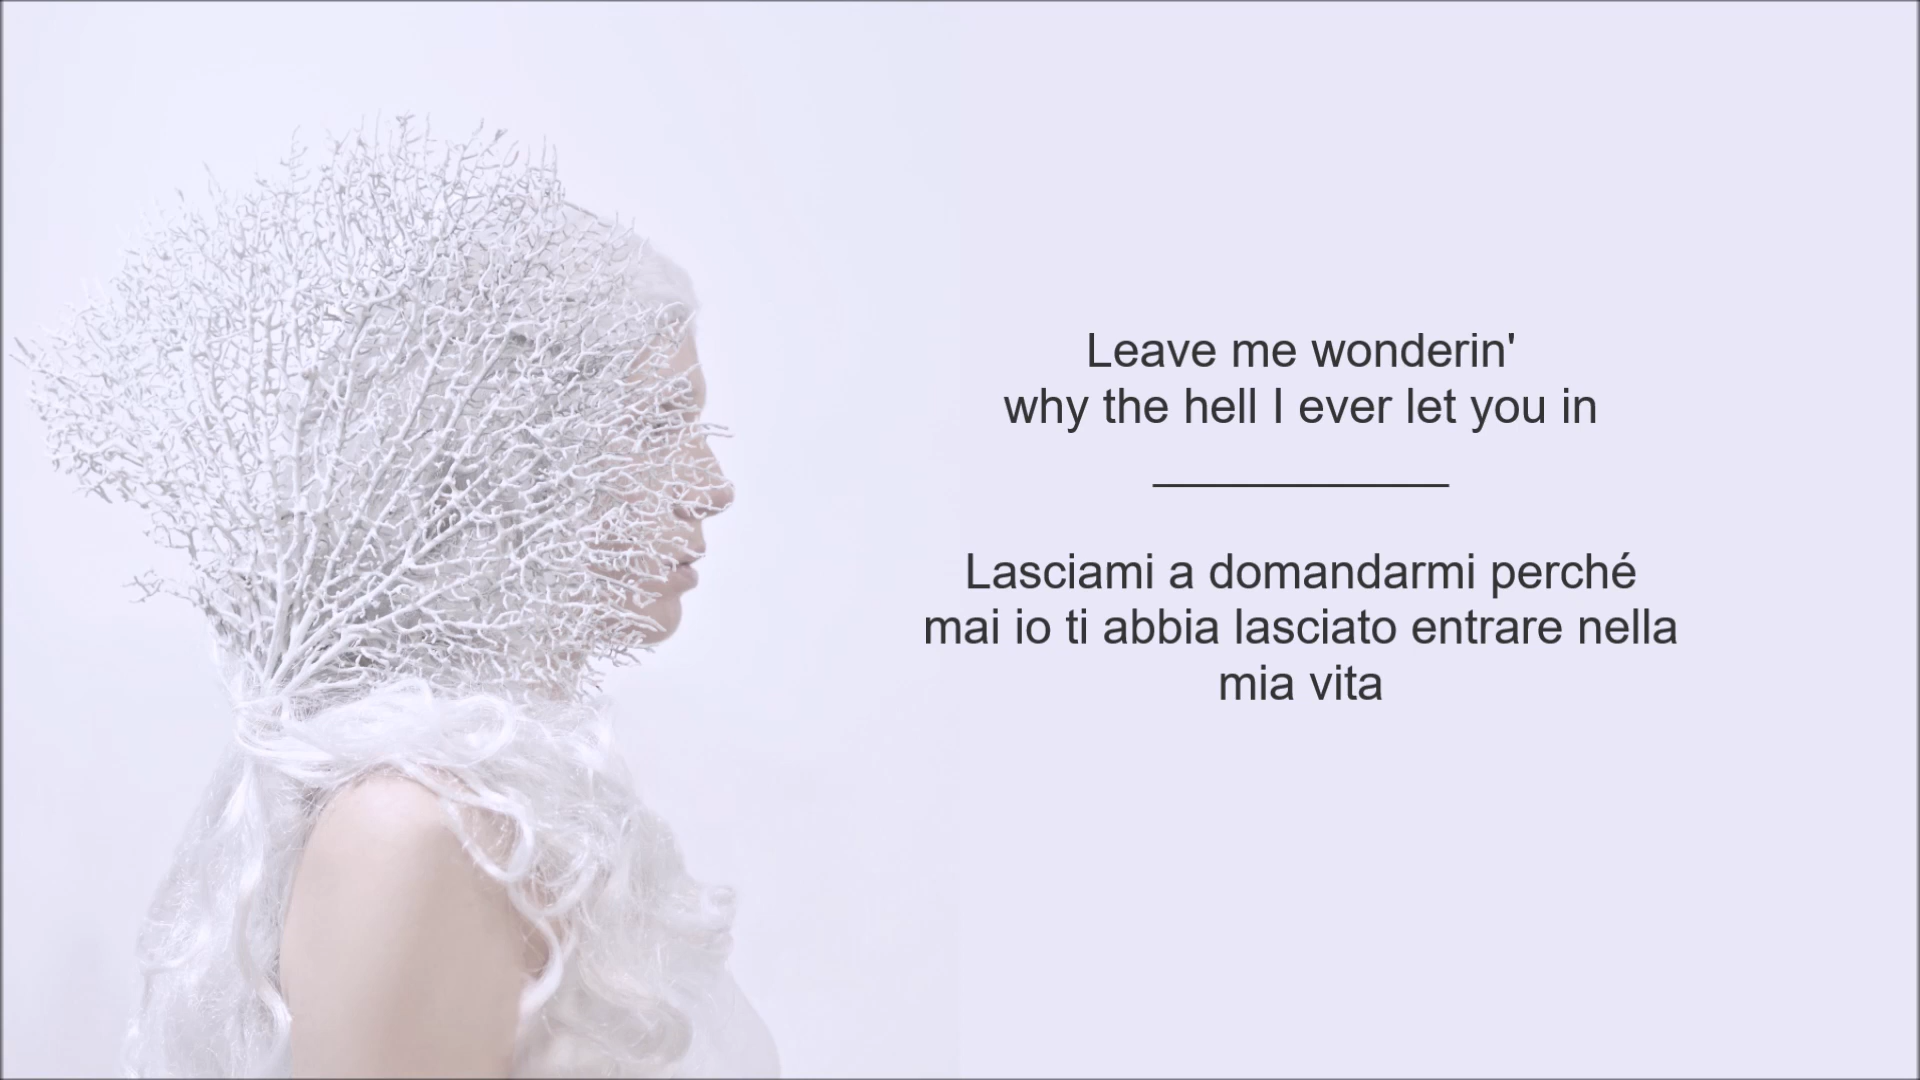 Leave me wonderin'
why the hell I ever let you in
Lasciami a domandarmi perché
mai io ti abbia lasciato entrare nella
mia vita